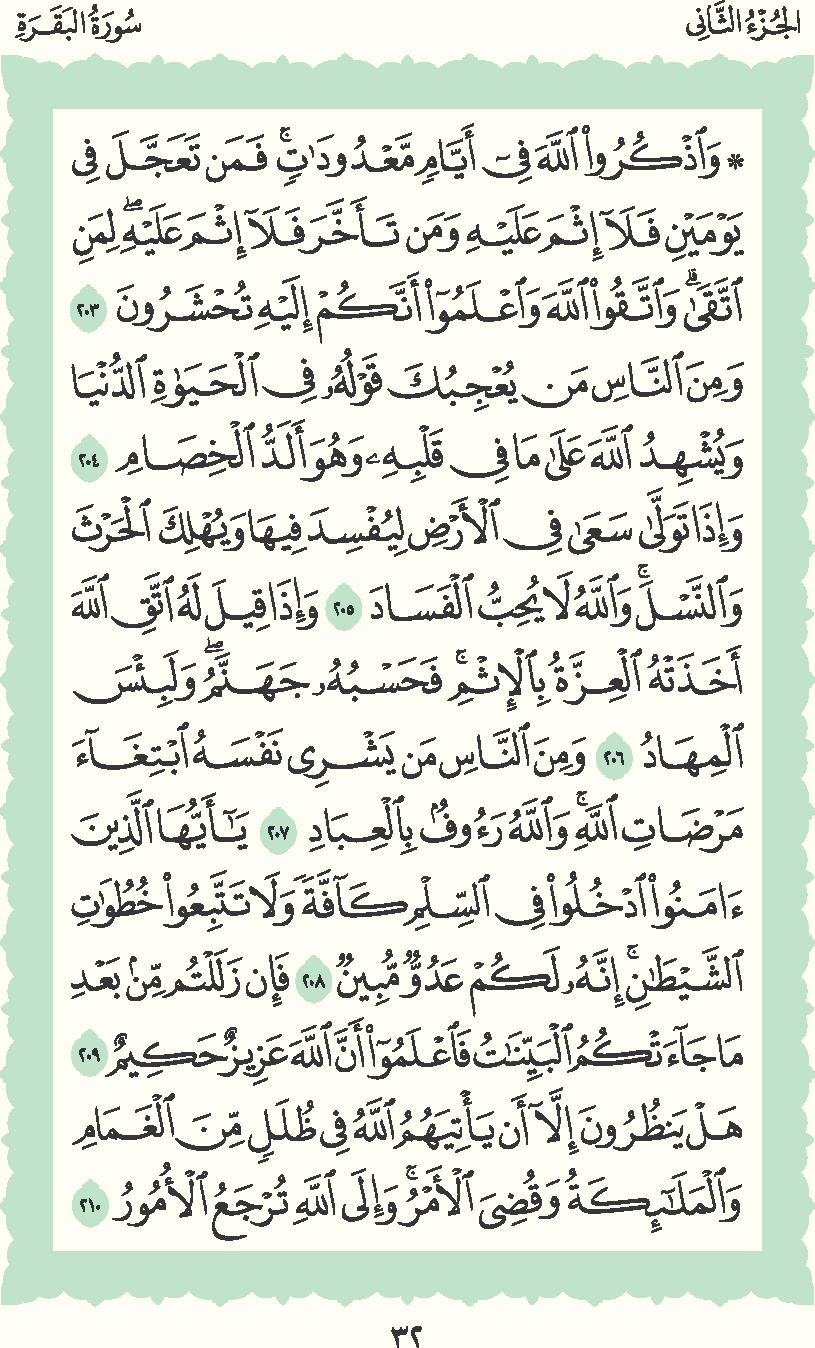 الجُزْءُ الثَّانِي
سُورَةُ البَقَرَةِ
۞ وَٱذْكُرُوا۟ ٱللَّهَ فِىٓ أَيَّامٍ مَّعْدُودَٰتٍ ۚ فَمَن تَعَجَّلَ فِى
يَوْمَيْنِ فَلَآ إِثْمَ عَلَيْهِ وَمَن تَأَخَّرَ فَلَآ إِثْمَ عَلَيْهِ ۖ لِمَنِ
ٱتَّقَىٰ ۗ وَٱتَّقُوا۟ ٱللَّهَ وَٱعْلَمُوٓا۟ أَنَّكُمْ إِلَيْهِ تُحْشَرُونَ ٢٠٣
وَمِنَ ٱلنَّاسِ مَن يُعْجِبُكَ قَوْلُهُۥ فِى ٱلْحَيَوٰةِ ٱلدُّنْيَا
وَيُشْهِدُ ٱللَّهَ عَلَىٰ مَا فِى قَلْبِهِۦ وَهُوَ أَلَدُّ ٱلْخِصَامِ ٢٠٤
وَإِذَا تَوَلَّىٰ سَعَىٰ فِى ٱلْأَرْضِ لِيُفْسِدَ فِيهَا وَيُهْلِكَ ٱلْحَرْثَ
وَٱلنَّسْلَ ۚ وَٱللَّهُ لَا يُحِبُّ ٱلْفَسَادَ ٢٠٥ وَإِذَا قِيلَ لَهُ ٱتَّقِ ٱللَّهَ
أَخَذَتْهُ ٱلْعِزَّةُ بِٱلْإِثْمِ ۚ فَحَسْبُهُۥ جَهَنَّمُ ۖ وَلَبِئْسَ
ٱلْمِهَادُ ٢٠٦ وَمِنَ ٱلنَّاسِ مَن يَشْرِى نَفْسَهُ ٱبْتِغَآءَ
مَرْضَاتِ ٱللَّهِ ۚ وَٱللَّهُ رَءُوفٌۢ بِٱلْعِبَادِ ٢٠٧ يَـٰٓأَيُّهَا ٱلَّذِينَ
ءَامَنُوا۟ ٱدْخُلُوا۟ فِى ٱلسِّلْمِ كَآفَّةً وَلَا تَتَّبِعُوا۟ خُطُوَٰتِ
ٱلشَّيْطَـٰنِ ۚ إِنَّهُۥ لَكُمْ عَدُوٌّ مُّبِينٌ ٢٠٨ فَإِن زَلَلْتُم مِّنۢ بَعْدِ
مَا جَآءَتْكُمُ ٱلْبَيِّنَـٰتُ فَٱعْلَمُوٓا۟ أَنَّ ٱللَّهَ عَزِيزٌ حَكِيمٌ ٢٠٩
هَلْ يَنظُرُونَ إِلَّآ أَن يَأْتِيَهُمُ ٱللَّهُ فِى ظُلَلٍ مِّنَ ٱلْغَمَامِ
وَٱلْمَلَـٰٓئِكَةُ وَقُضِىَ ٱلْأَمْرُ ۚ وَإِلَى ٱللَّهِ تُرْجَعُ ٱلْأُمُورُ ٢١٠
٣٢